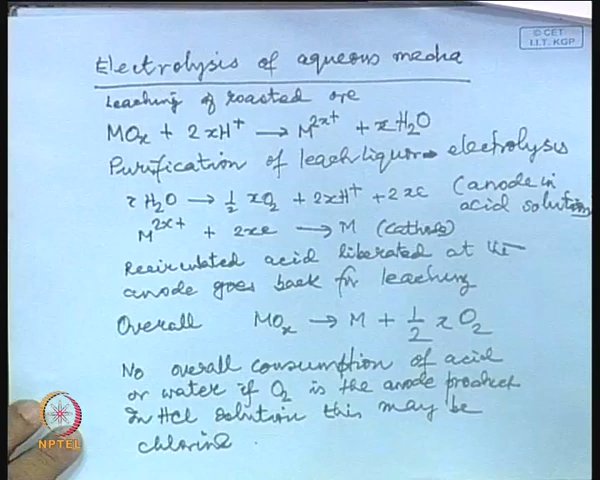 © CET
I.I.T. KGP
Electrolysis of aqueous media
Leaching of roasted ore
MOx + 2xH⁺ → M²ˣ⁺ + xH₂O
Purification of leach liquor → electrolysis
xH₂O → 1/2 xO₂ + 2xH⁺ + 2xe (anode in
acid solution)
M²ˣ⁺ + 2xe → M (Cathode)
Recirculated acid liberated at the
anode goes back for leaching
Overall MOx → M + 1/2 x O₂
No overall consumption of acid
or water if O₂ is the anode product
In HCl solution this may be
chlorine.
NPTEL